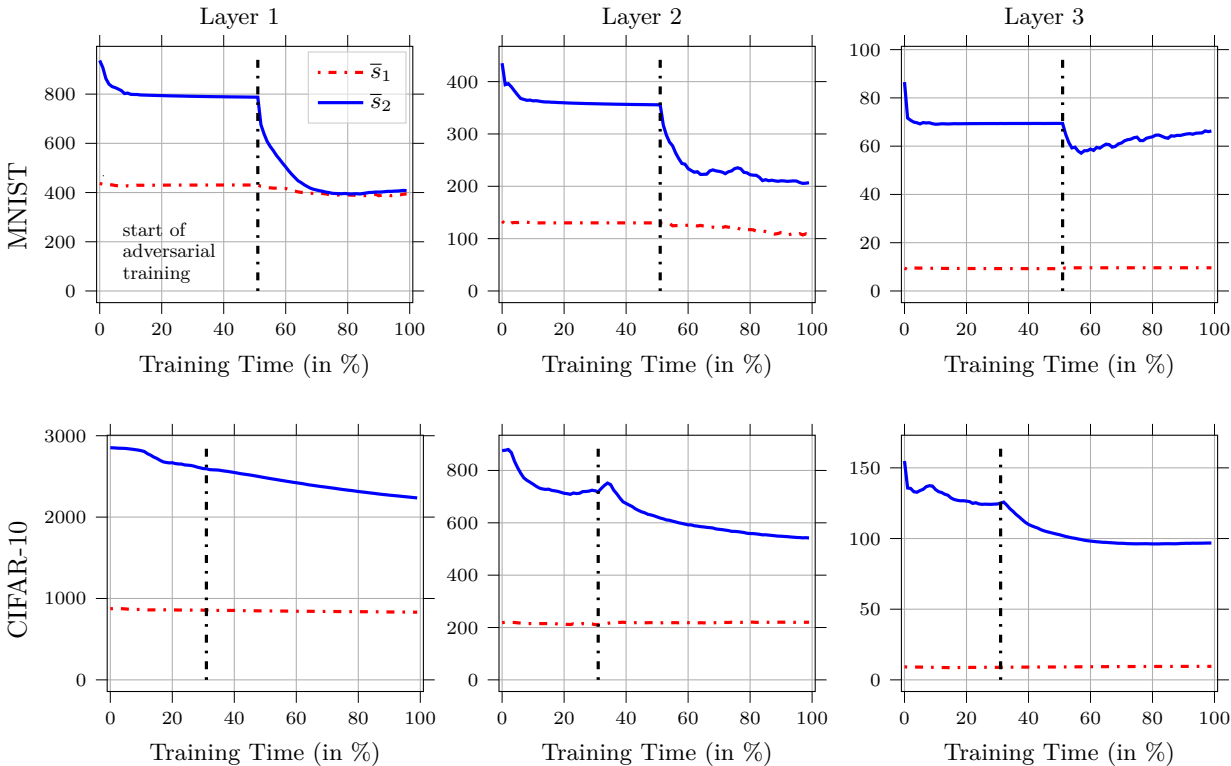 Layer 1
Layer 2
Layer 3
MNIST
800
600
400
200
0
s̅₁
s̅₂
start of
adversarial
training
0 20 40 60 80 100
Training Time (in %)
400
300
200
100
0
0 20 40 60 80 100
Training Time (in %)
100
80
60
40
20
0
0 20 40 60 80 100
Training Time (in %)
CIFAR-10
3000
2000
1000
0
0 20 40 60 80 100
Training Time (in %)
800
600
400
200
0
0 20 40 60 80 100
Training Time (in %)
150
100
50
0
0 20 40 60 80 100
Training Time (in %)